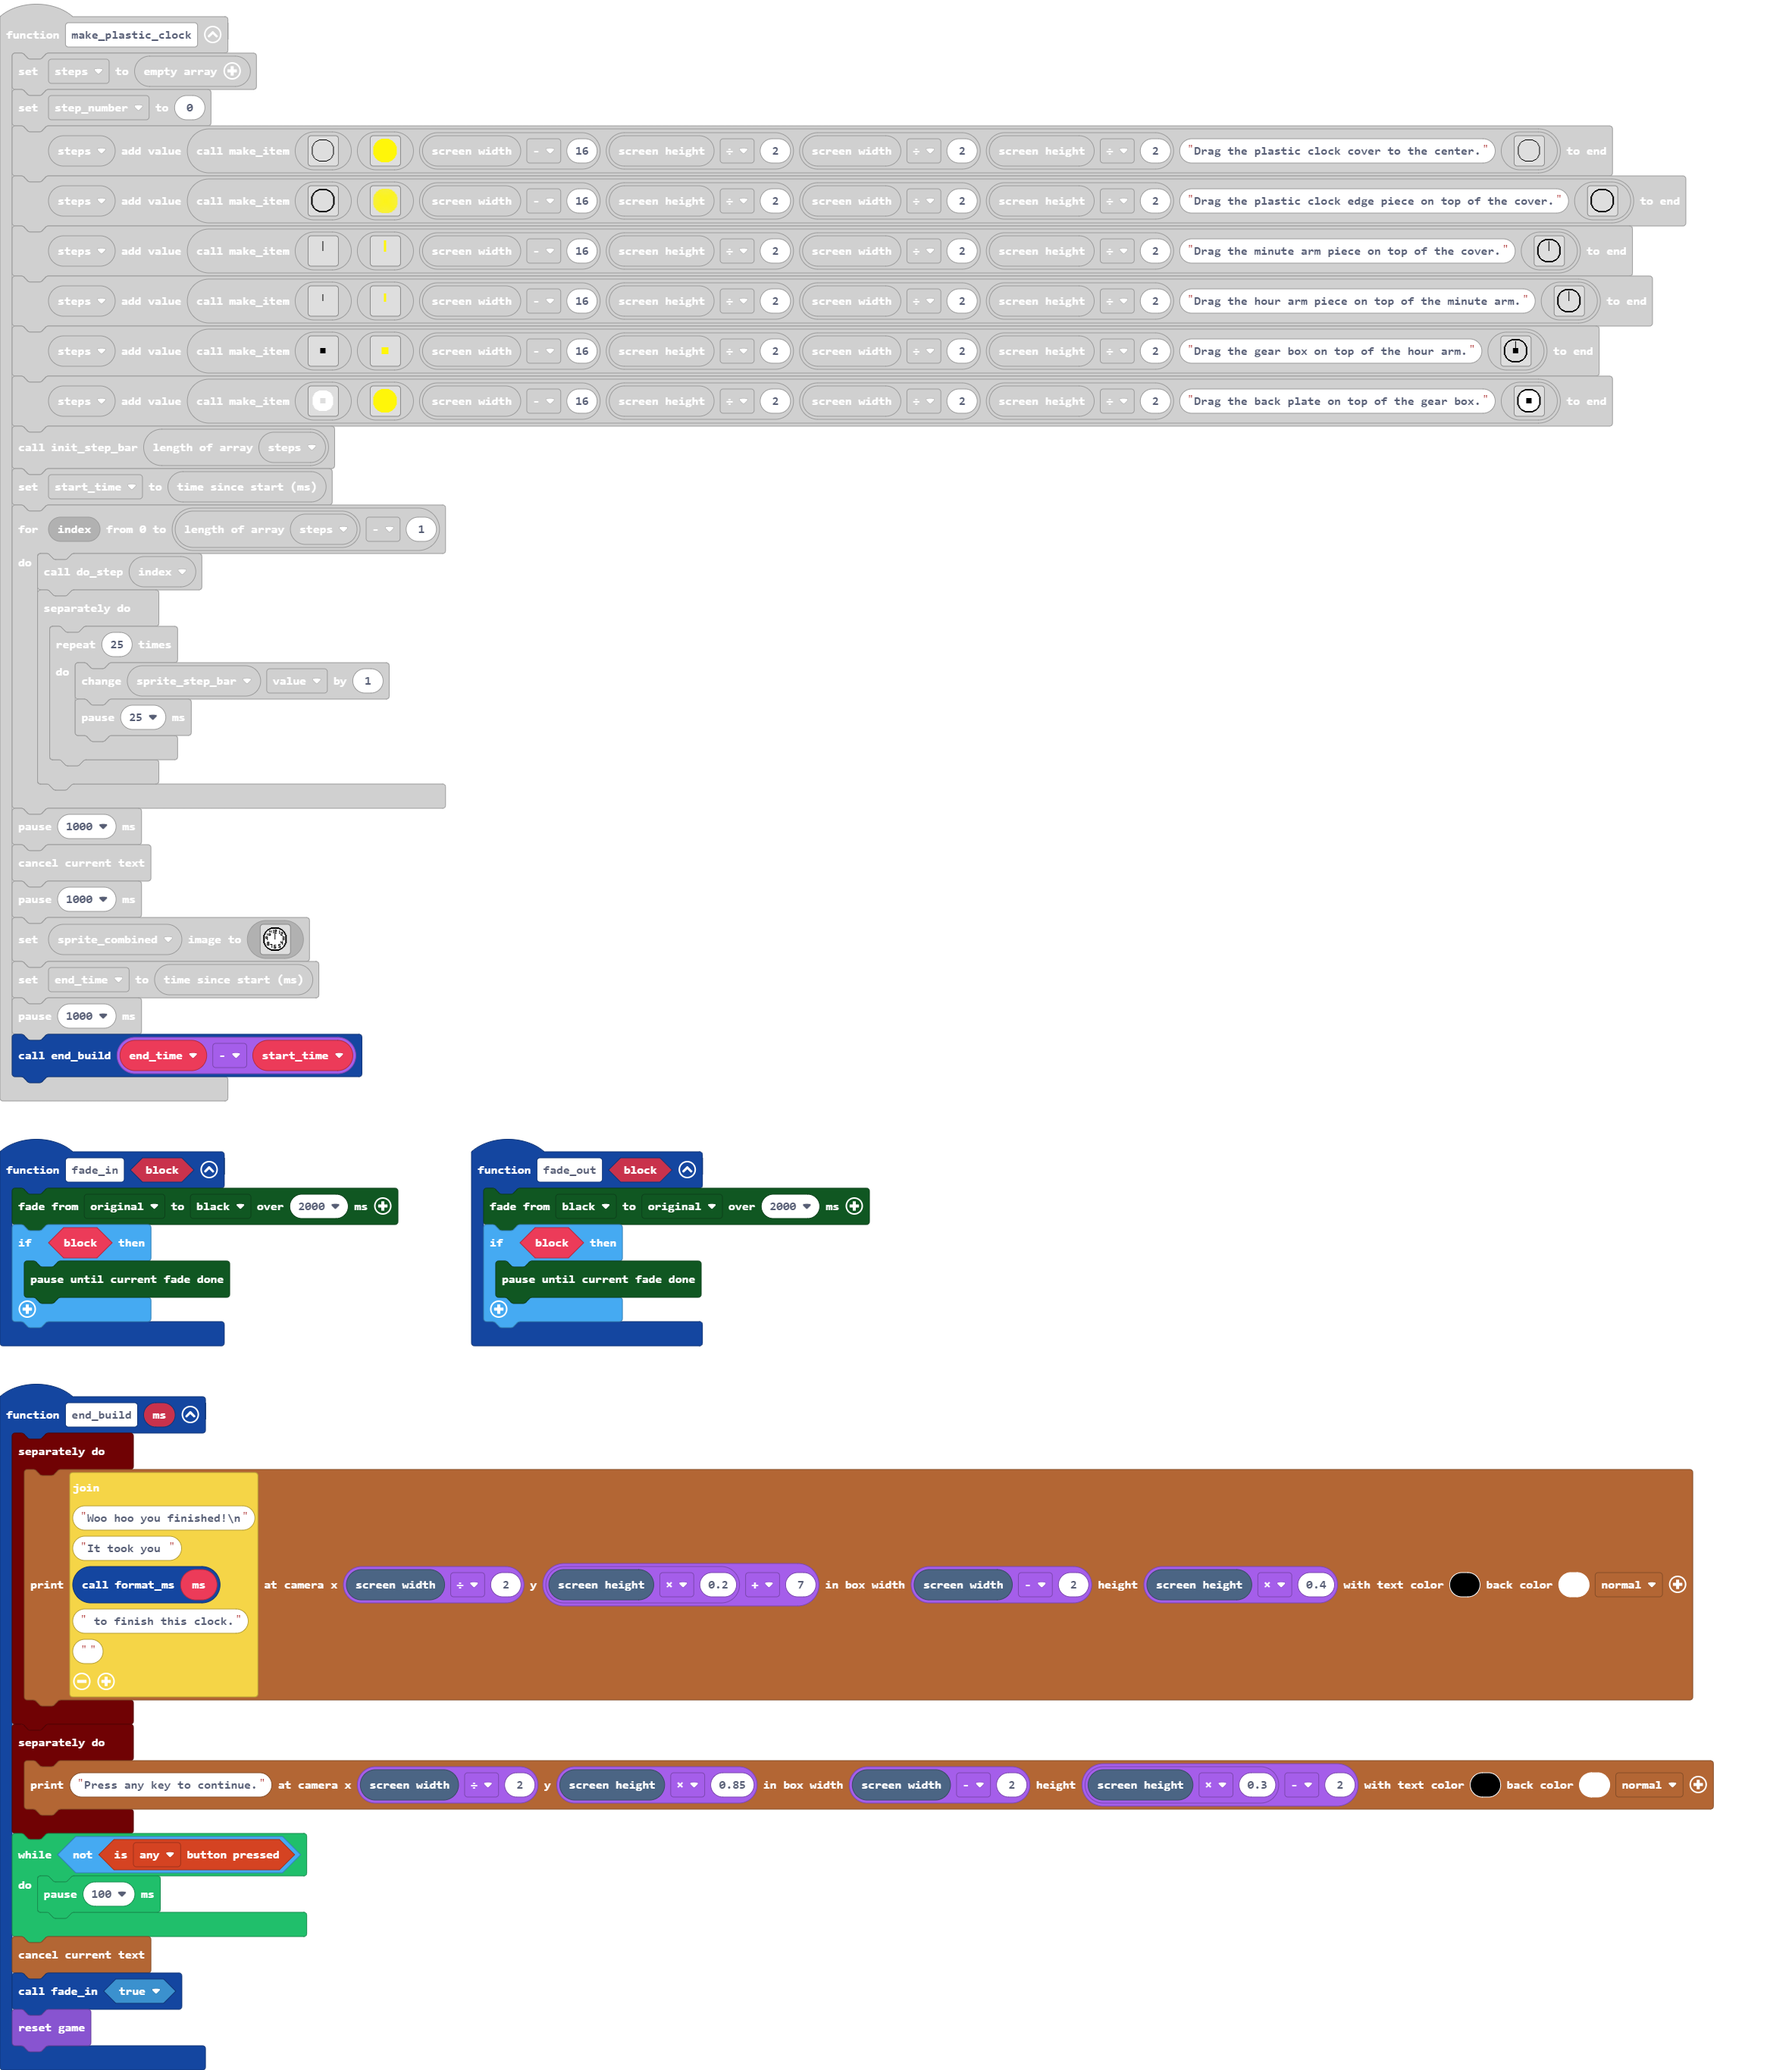 function make_plastic_clock
set steps to empty array
set step_number to 0
steps add value call make_item screen width - 16 screen height ÷ 2 screen width ÷ 2 screen height ÷ 2 "Drag the plastic clock cover to the center." to end
steps add value call make_item screen width - 16 screen height ÷ 2 screen width ÷ 2 screen height ÷ 2 "Drag the plastic clock edge piece on top of the cover." to end
steps add value call make_item screen width - 16 screen height ÷ 2 screen width ÷ 2 screen height ÷ 2 "Drag the minute arm piece on top of the cover." to end
steps add value call make_item screen width - 16 screen height ÷ 2 screen width ÷ 2 screen height ÷ 2 "Drag the hour arm piece on top of the minute arm." to end
steps add value call make_item screen width - 16 screen height ÷ 2 screen width ÷ 2 screen height ÷ 2 "Drag the gear box on top of the hour arm." to end
steps add value call make_item screen width - 16 screen height ÷ 2 screen width ÷ 2 screen height ÷ 2 "Drag the back plate on top of the gear box." to end
call init_step_bar length of array steps
set start_time to time since start (ms)
for index from 0 to length of array steps - 1
do
call do_step index
separately do
repeat 25 times
do
change sprite_step_bar value by 1
pause 25 ms
pause 1000 ms
cancel current text
pause 1000 ms
set sprite_combined image to
set end_time to time since start (ms)
pause 1000 ms
call end_build end_time - start_time
function fade_in block
fade from original to black over 2000 ms
if block then
pause until current fade done
function fade_out block
fade from black to original over 2000 ms
if block then
pause until current fade done
function end_build ms
separately do
join
"Woo hoo you finished!\n"
"It took you "
print call format_ms ms at camera x screen width ÷ 2 y screen height × 0.2 + 7 in box width screen width - 2 height screen height × 0.4 with text color back color normal
" to finish this clock."
""
separately do
print "Press any key to continue." at camera x screen width ÷ 2 y screen height × 0.85 in box width screen width - 2 height screen height × 0.3 - 2 with text color back color normal
while not is any button pressed
do
pause 100 ms
cancel current text
call fade_in true
reset game